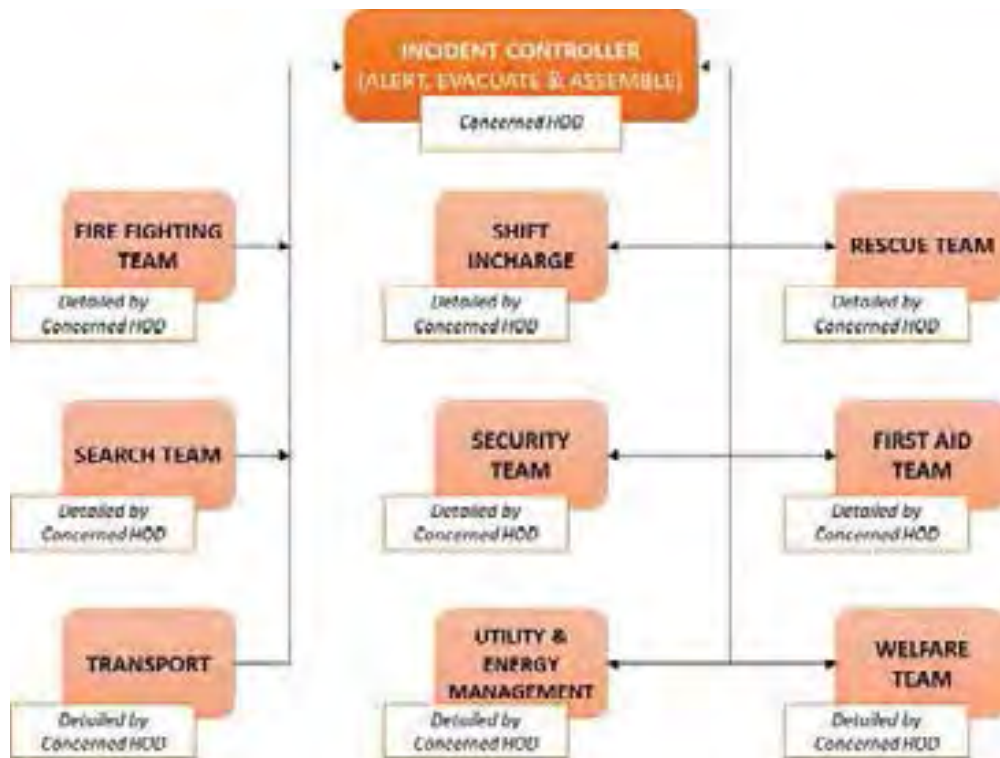 INCIDENT CONTROLLER
(ALERT, EVACUATE & ASSEMBLE)
Concerned HOD
FIRE FIGHTING
TEAM
Detailed by
Concerned HOD
SHIFT
INCHARGE
Detailed by
Concerned HOD
RESCUE TEAM
Detailed by
Concerned HOD
SEARCH TEAM
Detailed by
Concerned HOD
SECURITY
TEAM
Detailed by
Concerned HOD
FIRST AID
TEAM
Detailed by
Concerned HOD
TRANSPORT
Detailed by
Concerned HOD
UTILITY &
ENERGY
MANAGEMENT
Detailed by
Concerned HOD
WELFARE
TEAM
Detailed by
Concerned HOD